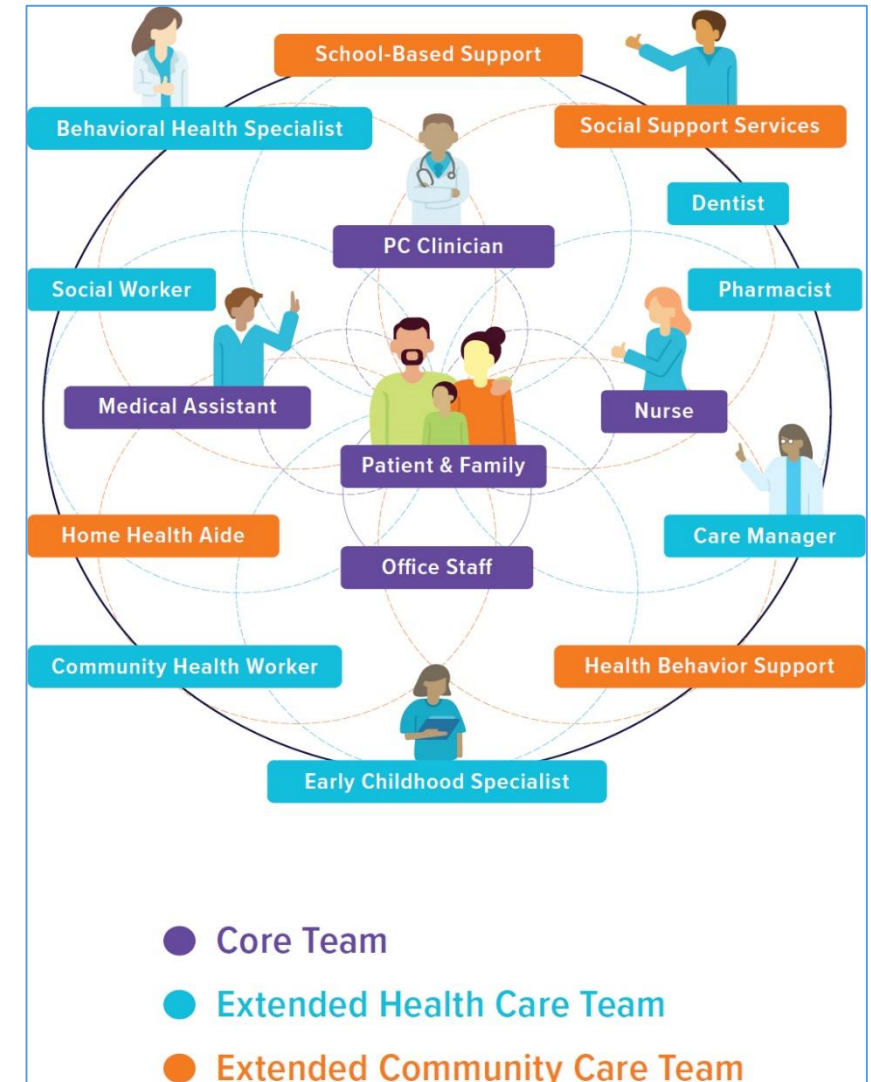 School-Based Support
Behavioral Health Specialist
Social Support Services
Dentist
PC Clinician
Social Worker
Pharmacist
Medical Assistant
Nurse
Patient & Family
Home Health Aide
Care Manager
Office Staff
Community Health Worker
Health Behavior Support
Early Childhood Specialist
Core Team
Extended Health Care Team
Extended Community Care Team